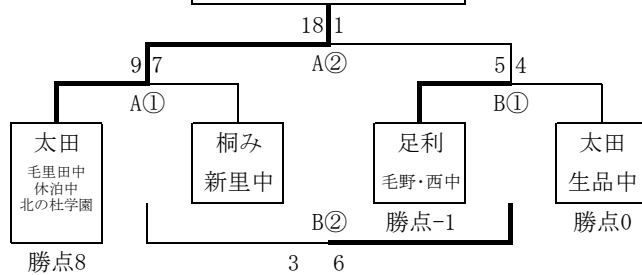 18 1
A②
9 7
5 4
A①
B①
太田
毛里田中
休泊中
北の杜学園
桐み
新里中
足利
毛野・西中
太田
生品中
B②
勝点-1
勝点0
勝点8
3 6